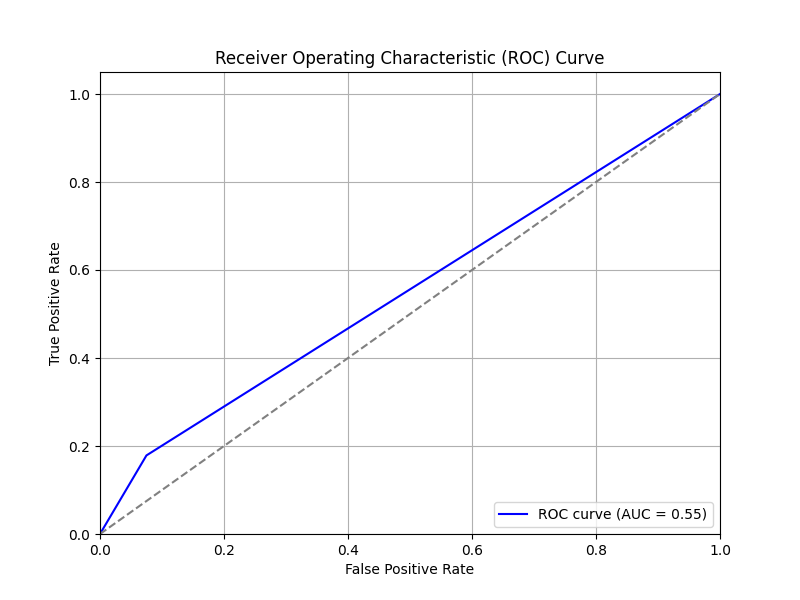 Receiver Operating Characteristic (ROC) Curve
1.0
0.8
0.6
0.4
0.2
0.0
True Positive Rate
ROC curve (AUC = 0.55)
0.0 0.2 0.4 0.6 0.8 1.0
False Positive Rate